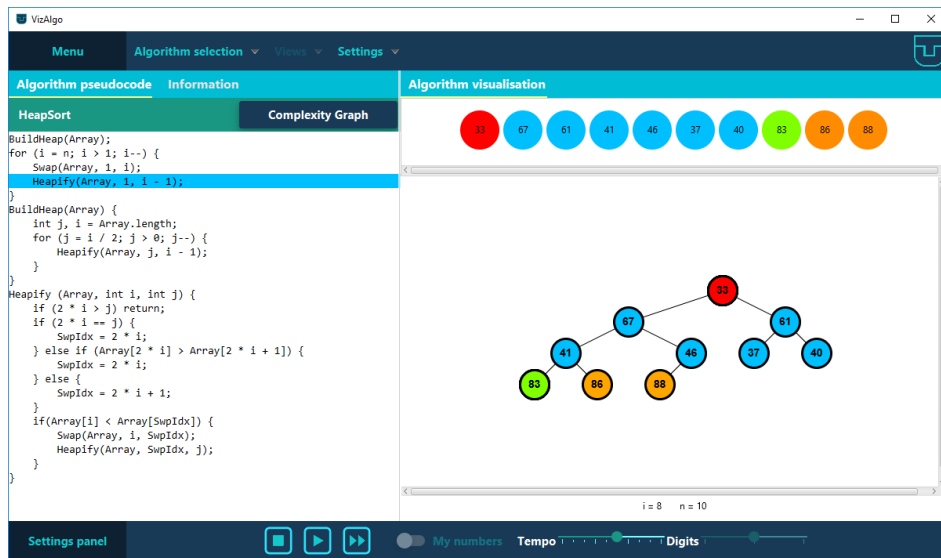 VizAlgo
Menu Algorithm selection Views Settings
Algorithm pseudocode Information Algorithm visualisation
HeapSort Complexity Graph
33 67 61 41 46 37 40 83 86 88
BuildHeap(Array);
for (i = n; i > 1; i--) {
    Swap(Array, 1, i);
    Heapify(Array, 1, i - 1);
}
BuildHeap(Array) {
    int j, i = Array.length;
    for (j = i / 2; j > 0; j--) {
        Heapify(Array, j, i - 1);
    }
}
Heapify (Array, int i, int j) {
    if (2 * i > j) return;
    if (2 * i == j) {
        SwpIdx = 2 * i;
    } else if (Array[2 * i] > Array[2 * i + 1]) {
        SwpIdx = 2 * i;
    } else {
        SwpIdx = 2 * i + 1;
    }
    if(Array[i] < Array[SwpIdx]) {
        Swap(Array, i, SwpIdx);
        Heapify(Array, SwpIdx, j);
    }
}
33
67 61
41 46 37 40
83 86 88
i = 8 n = 10
Settings panel My numbers Tempo Digits